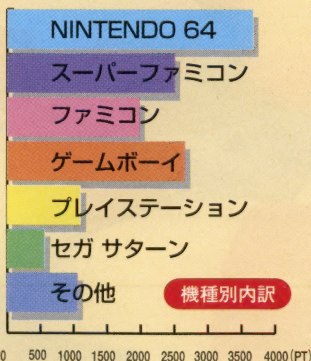 NINTENDO 64
スーパーファミコン
ファミコン
ゲームボーイ
プレイステーション
セガ サターン
その他
機種別内訳
0 500 1000 1500 2000 2500 3000 3500 4000(PT)